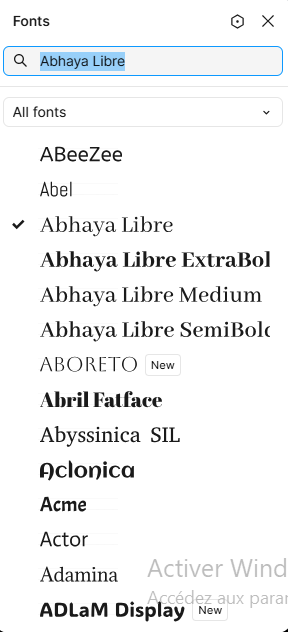 Fonts
Abhaya Libre
All fonts
ABeeZee
Abel
Abhaya Libre
Abhaya Libre ExtraBol
Abhaya Libre Medium
Abhaya Libre SemiBold
ABORETO New
Abril Fatface
Abyssinica SIL
Aclonica
Acme
Actor
Adamina
Activer Wind
Accédez aux parar
ADLaM Display New